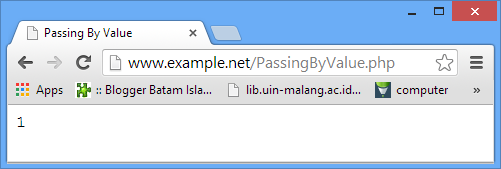 Passing By Value
www.example.net/PassingByValue.php
Apps :: Blogger Batam Isla... lib.uin-malang.ac.id... computer »
1